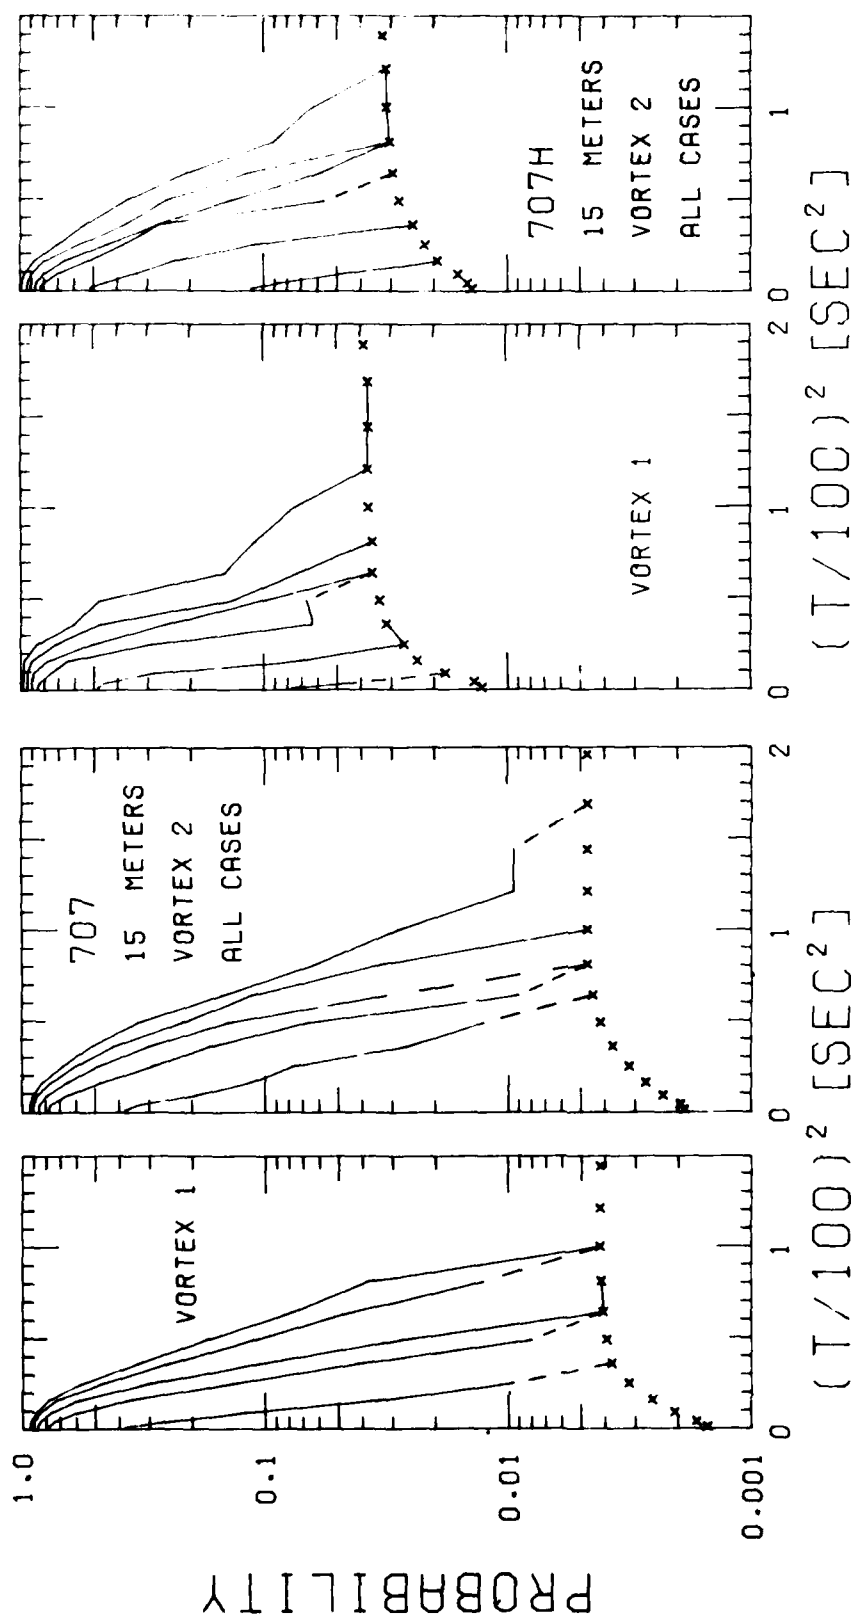 PROBABILITY
1.0
0.1
0.01
0.001
VORTEX 1
0
1
707
15 METERS
VORTEX 2
ALL CASES
0
1
2
(T/100)² [SEC²]
VORTEX 1
0
1
2
707H
15 METERS
VORTEX 2
ALL CASES
0
1
(T/100)² [SEC²]